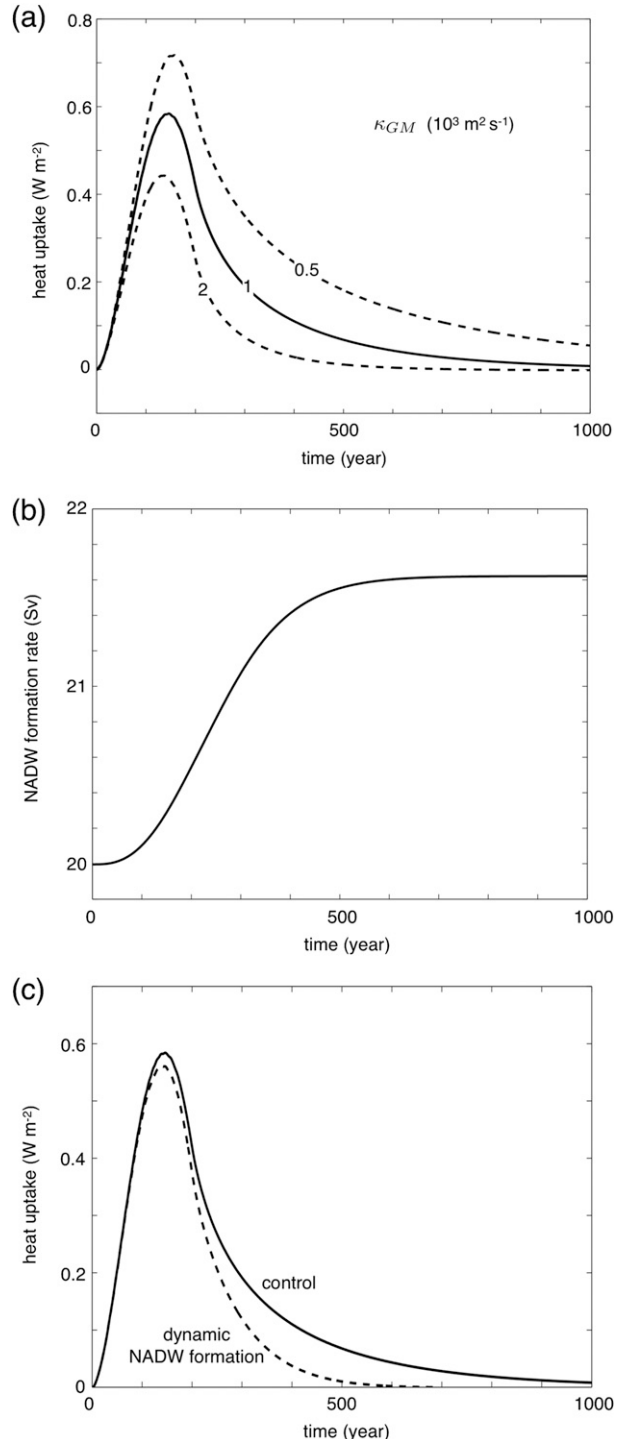 (a)
0.8
0.6
0.4
0.2
0
heat uptake (W m-2)
κGM (10³ m² s-1)
0.5
1
2
0
500
1000
time (year)
(b)
22
21
20
NADW formation rate (Sv)
0
500
1000
time (year)
(c)
0.6
0.4
0.2
0
heat uptake (W m-2)
control
dynamic
NADW formation
0
500
1000
time (year)